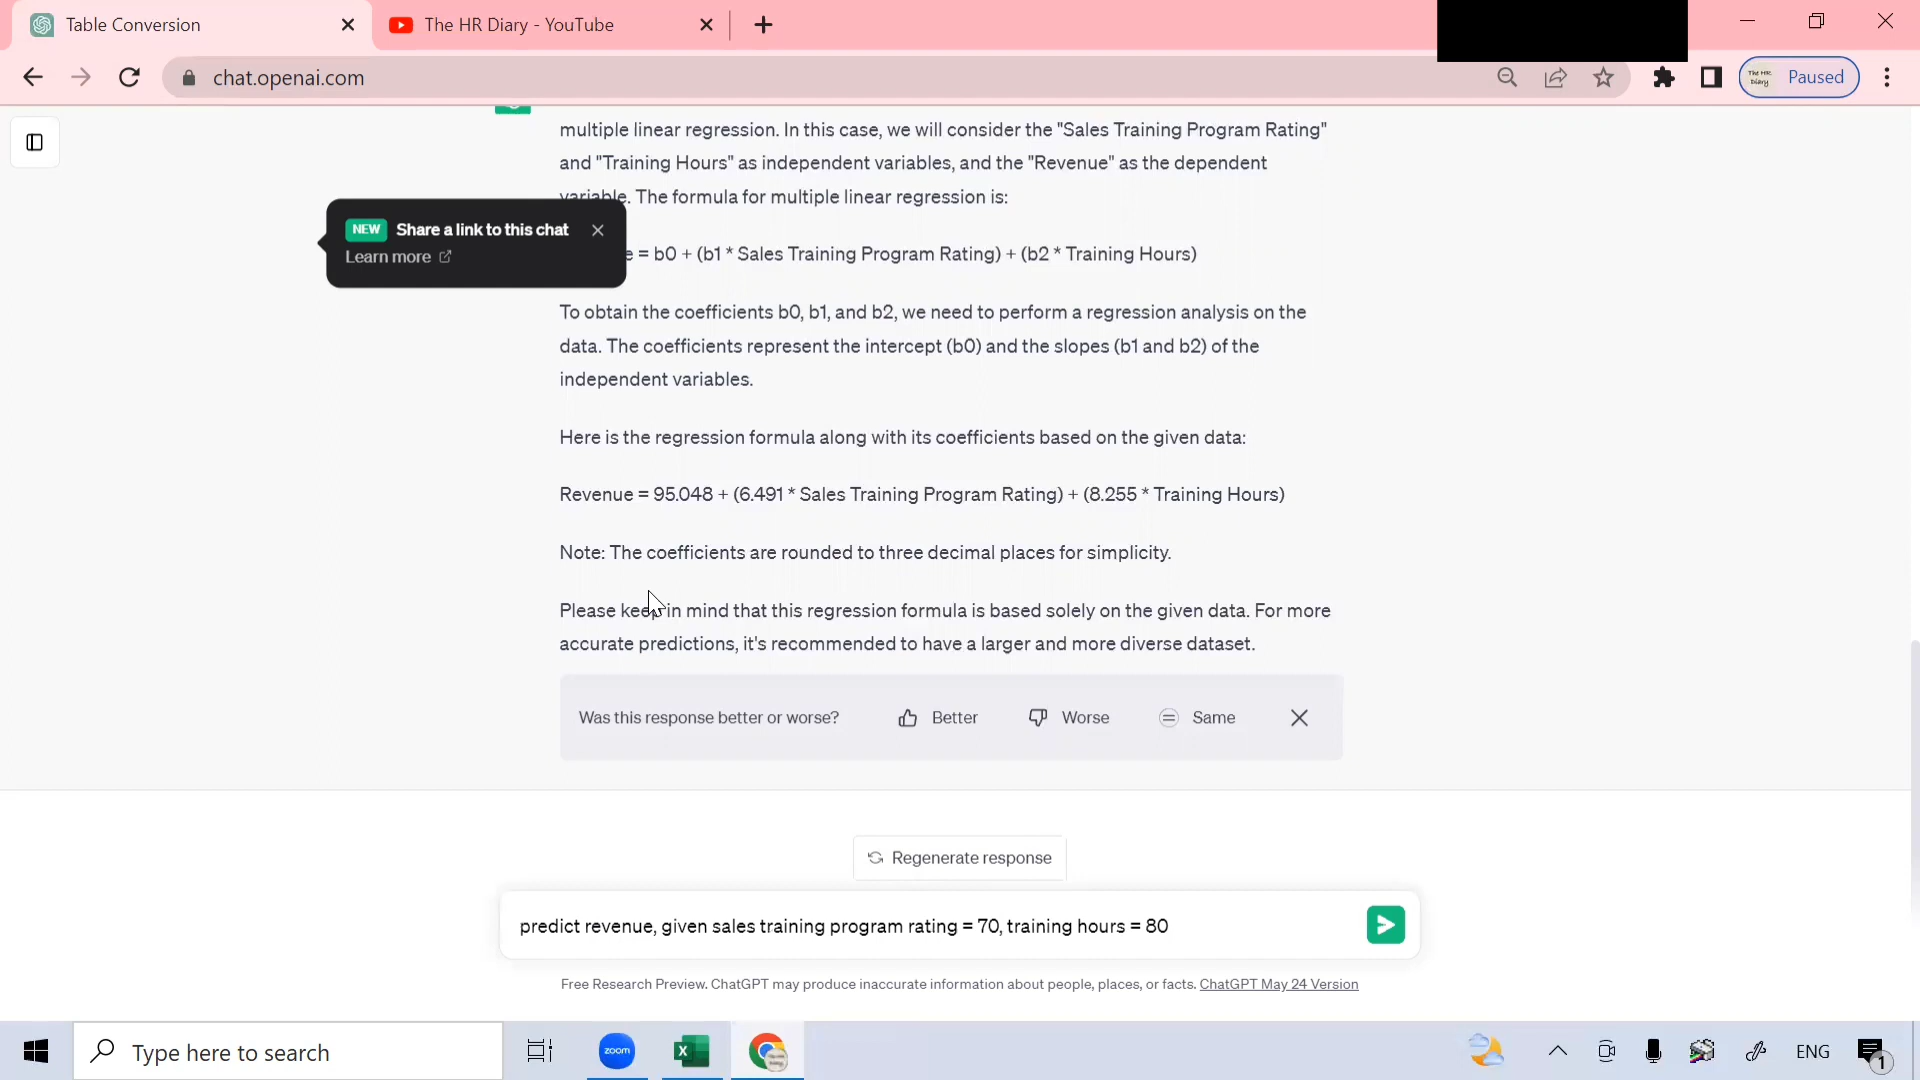 Table Conversion
The HR Diary - YouTube
chat.openai.com
The HR Diary
Paused
multiple linear regression. In this case, we will consider the "Sales Training Program Rating"
and "Training Hours" as independent variables, and the "Revenue" as the dependent
variable. The formula for multiple linear regression is:
NEW Share a link to this chat
Learn more
e = b0 + (b1 * Sales Training Program Rating) + (b2 * Training Hours)
To obtain the coefficients b0, b1, and b2, we need to perform a regression analysis on the
data. The coefficients represent the intercept (b0) and the slopes (b1 and b2) of the
independent variables.
Here is the regression formula along with its coefficients based on the given data:
Revenue = 95.048 + (6.491 * Sales Training Program Rating) + (8.255 * Training Hours)
Note: The coefficients are rounded to three decimal places for simplicity.
Please keep in mind that this regression formula is based solely on the given data. For more
accurate predictions, it's recommended to have a larger and more diverse dataset.
Was this response better or worse? Better Worse Same
Regenerate response
predict revenue, given sales training program rating = 70, training hours = 80
Free Research Preview. ChatGPT may produce inaccurate information about people, places, or facts. ChatGPT May 24 Version
Type here to search
zoom
ENG
1